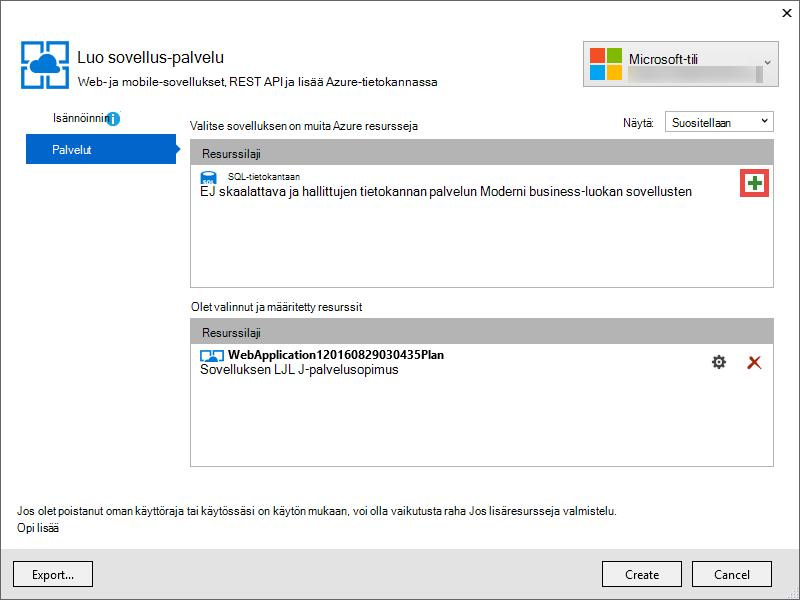 Luo sovellus-palvelu
Web- ja mobile-sovellukset, REST API ja lisää Azure-tietokannassa
Microsoft-tili
Isännöinnin
Palvelut
Valitse sovelluksen on muita Azure resursseja
Näytä:
Suositellaan
Resurssilaji
SQL-tietokantaan
EJ skaalattava ja hallittujen tietokannan palvelun Moderni business-luokan sovellusten
Olet valinnut ja määritetty resurssit
Resurssilaji
WebApplication120160829030435Plan
Sovelluksen LJL J-palvelusopimus
Jos olet poistanut oman käyttöraja tai käytössäsi on käytön mukaan, voi olla vaikutusta raha Jos lisäresursseja valmistelu.
Opi lisää
Export...
Create
Cancel